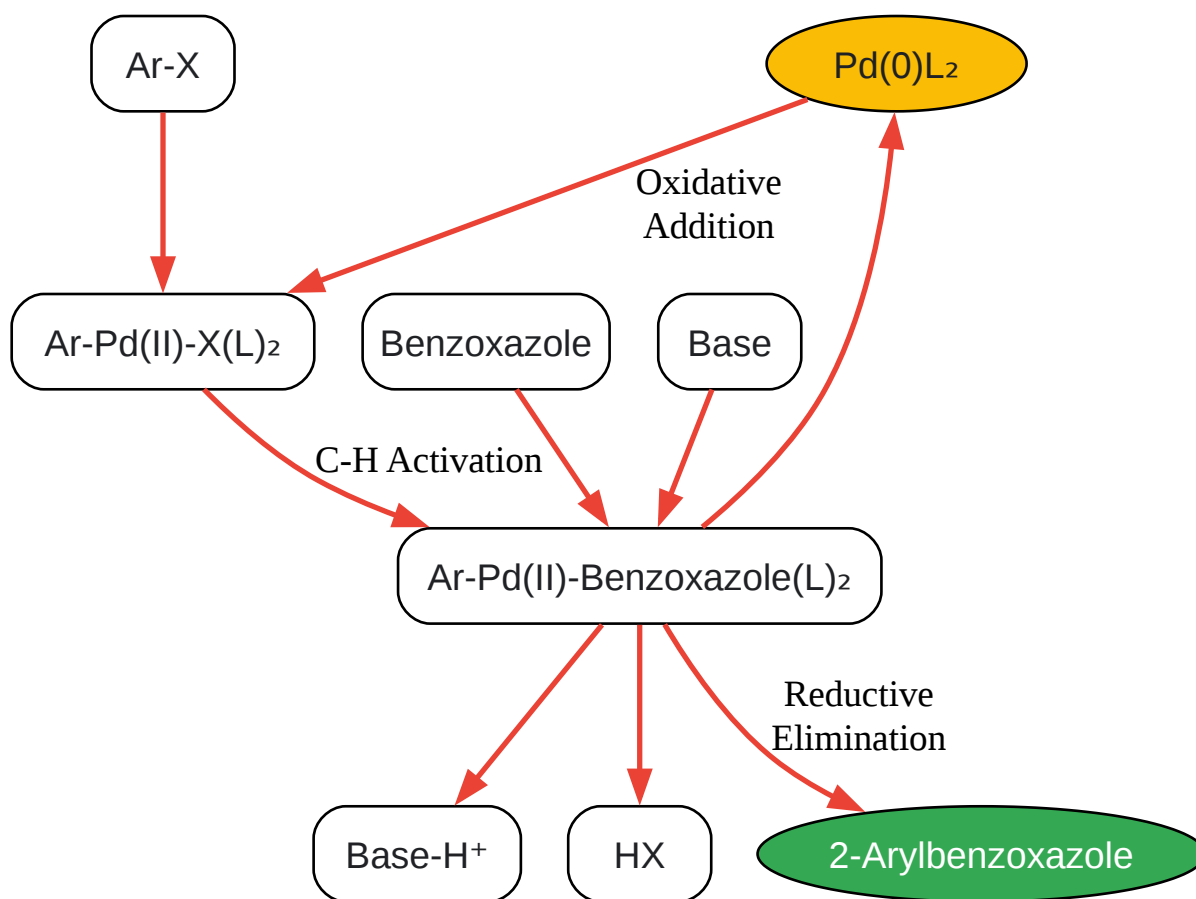 Ar-X
Pd(0)L₂
Oxidative
Addition
Ar-Pd(II)-X(L)₂
Benzoxazole
Base
C-H Activation
Ar-Pd(II)-Benzoxazole(L)₂
Reductive
Elimination
Base-H⁺
HX
2-Arylbenzoxazole